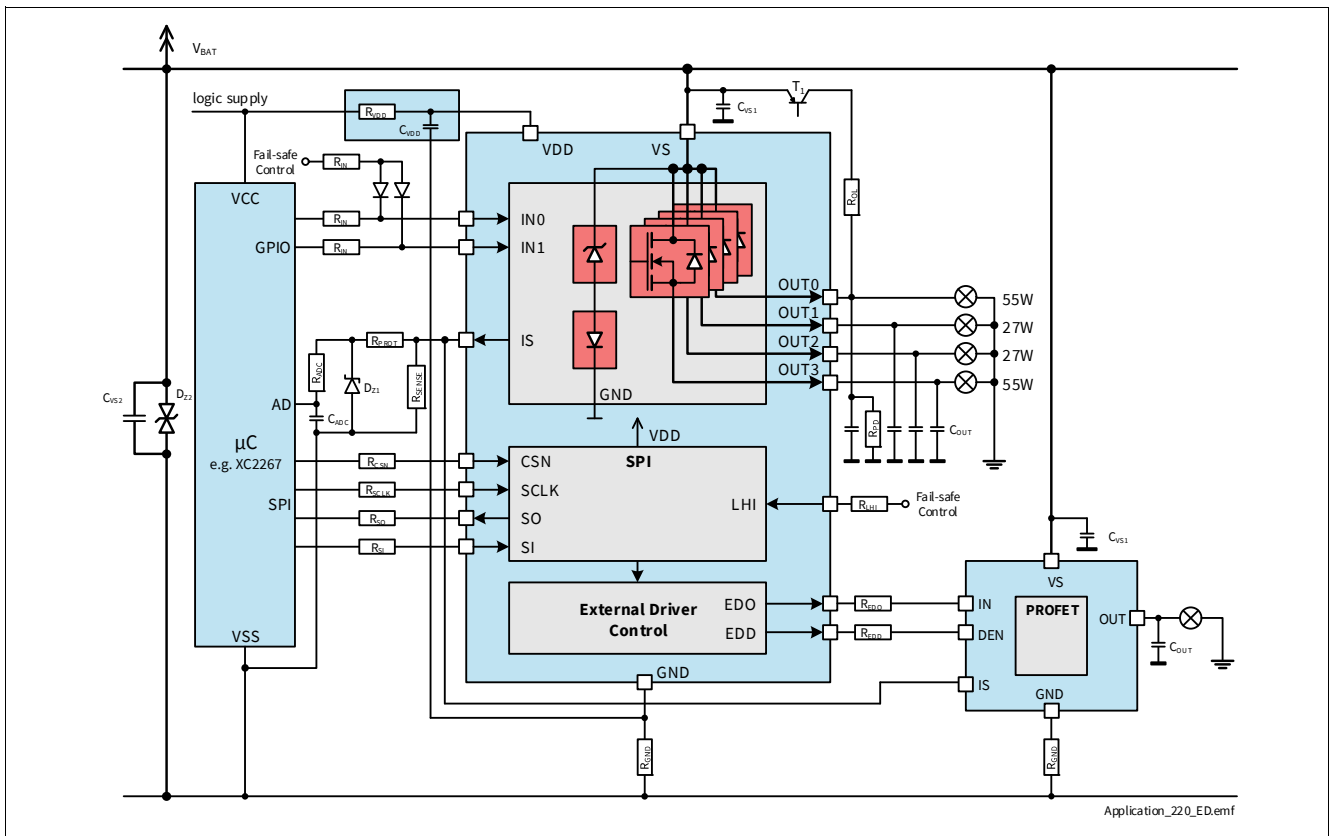 VBAT
logic supply
RVDD
CVDD
CVS1
T1
VDD
VS
Fail-safe
Control
RIN
VCC
RIN
IN0
GPIO
RIN
IN1
ROL
OUT0
55W
OUT1
27W
OUT2
27W
OUT3
55W
RPROT
IS
RADC
DZ1
RSENSE
CVS2
DZ2
AD
CADC
GND
RPD
COUT
µC
e.g. XC2267
VDD
SPI
RCSN
CSN
RSCLK
SCLK
SPI
RSO
SO
RSI
SI
LHI
RLHI
Fail-safe
Control
CVS1
VS
External Driver
Control
EDO
EDD
REDO
REDD
IN
DEN
IS
PROFET
OUT
COUT
GND
VSS
GND
RGND
RGND
Application_220_ED.emf